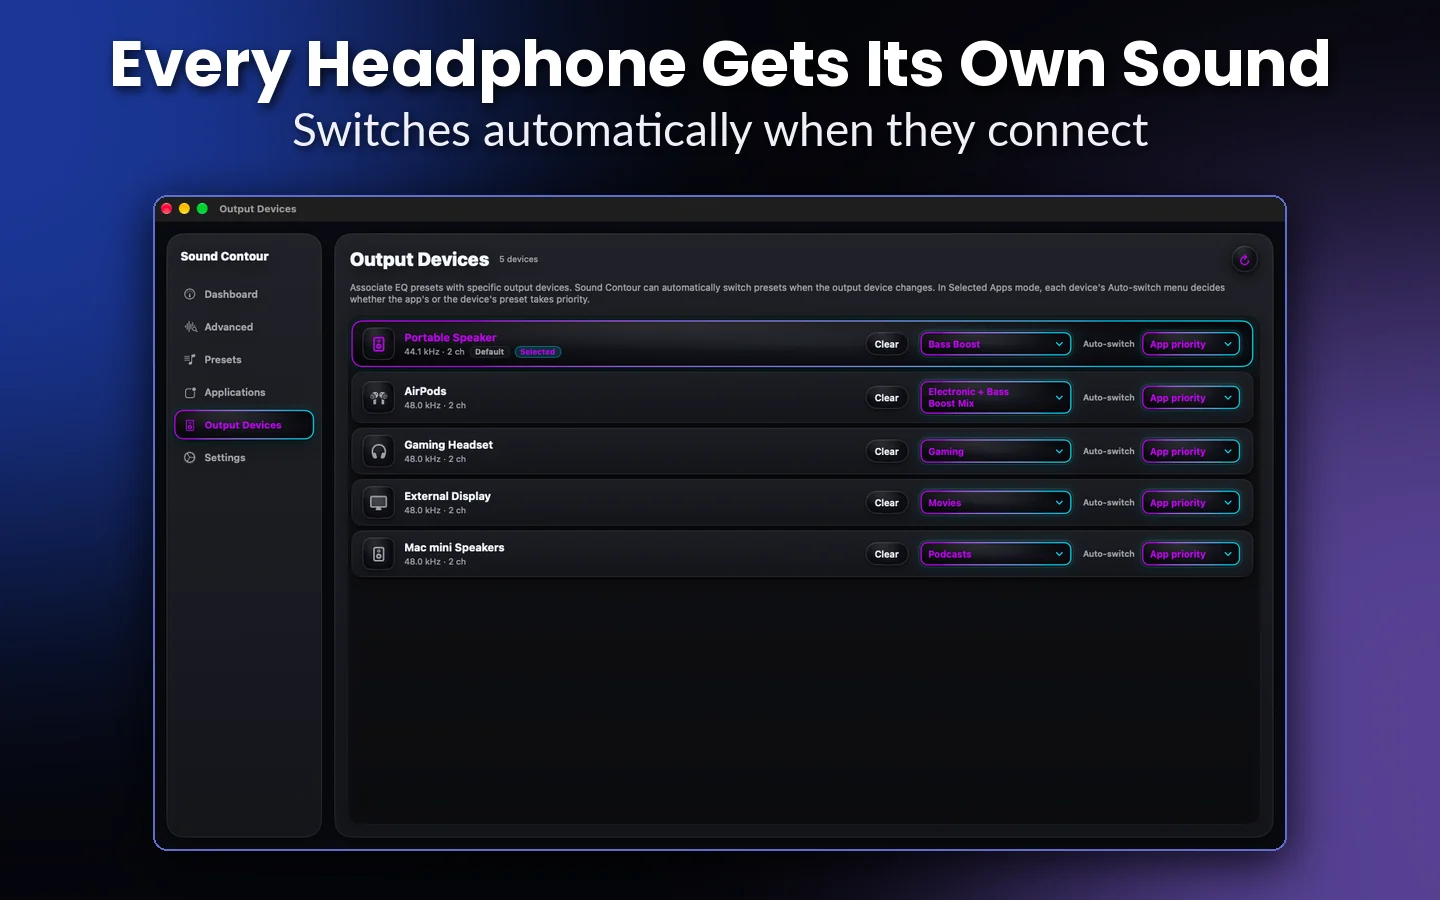 Every Headphone Gets Its Own Sound
Switches automatically when they connect
Output Devices
Sound Contour
Dashboard
Advanced
Presets
Applications
Output Devices
Settings
Output Devices 5 devices
Associate EQ presets with specific output devices. Sound Contour can automatically switch presets when the output device changes. In Selected Apps mode, each device's Auto-switch menu decides
whether the app's or the device's preset takes priority.
Portable Speaker
44.1 kHz · 2 ch Default Selected
Clear Bass Boost Auto-switch App priority
AirPods
48.0 kHz · 2 ch
Clear
Electronic + Bass
Boost Mix
Auto-switch App priority
Gaming Headset
48.0 kHz · 2 ch
Clear Gaming Auto-switch App priority
External Display
48.0 kHz · 2 ch
Clear Movies Auto-switch App priority
Mac mini Speakers
48.0 kHz · 2 ch
Clear Podcasts Auto-switch App priority